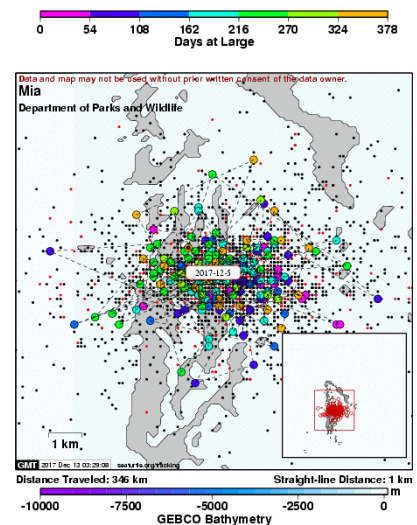 0 54 108 162 216 270 324 378
Days at Large
Data and map may not be used without prior written consent of the data owner.
Mia
Department of Parks and Wildlife
2017-12-5
1 km
GMT 2017 Dec 13 03:29:08 seaturtle.org/tracking
Distance Traveled: 346 km Straight-line Distance: 1 km
m
-10000 -7500 -5000 -2500 0
GEBCO Bathymetry